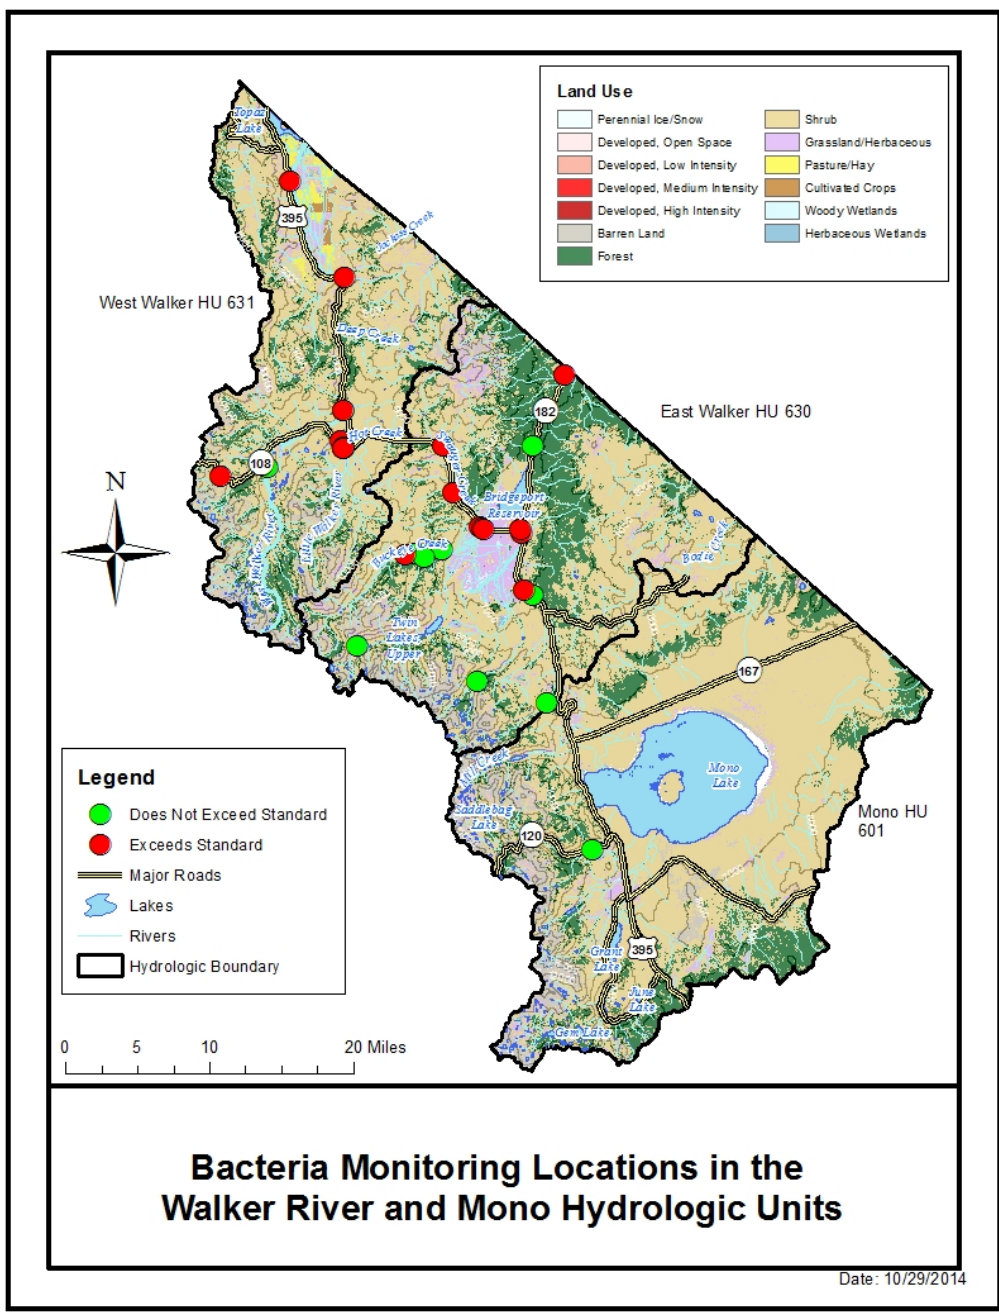 Land Use
Perennial Ice/Snow
Developed, Open Space
Developed, Low Intensity
Developed, Medium Intensity
Developed, High Intensity
Barren Land
Forest
Shrub
Grassland/Herbaceous
Pasture/Hay
Cultivated Crops
Woody Wetlands
Herbaceous Wetlands
Topaz
Lake
395
West Walker HU 631
Deep Creek
182
East Walker HU 630
Hot Creek
108
N
Bridgeport
Reservoir
Little Walker River
Buckeye Creek
Bodie Creek
Twin
Lakes
Upper
167
Mono
Lake
Mill Creek
Saddlebag
Lake
120
Mono HU
601
Grant
Lake
395
June
Lake
Gem Lake
Legend
Does Not Exceed Standard
Exceeds Standard
Major Roads
Lakes
Rivers
Hydrologic Boundary
0 5 10 20 Miles
Bacteria Monitoring Locations in the
Walker River and Mono Hydrologic Units
Date: 10/29/2014